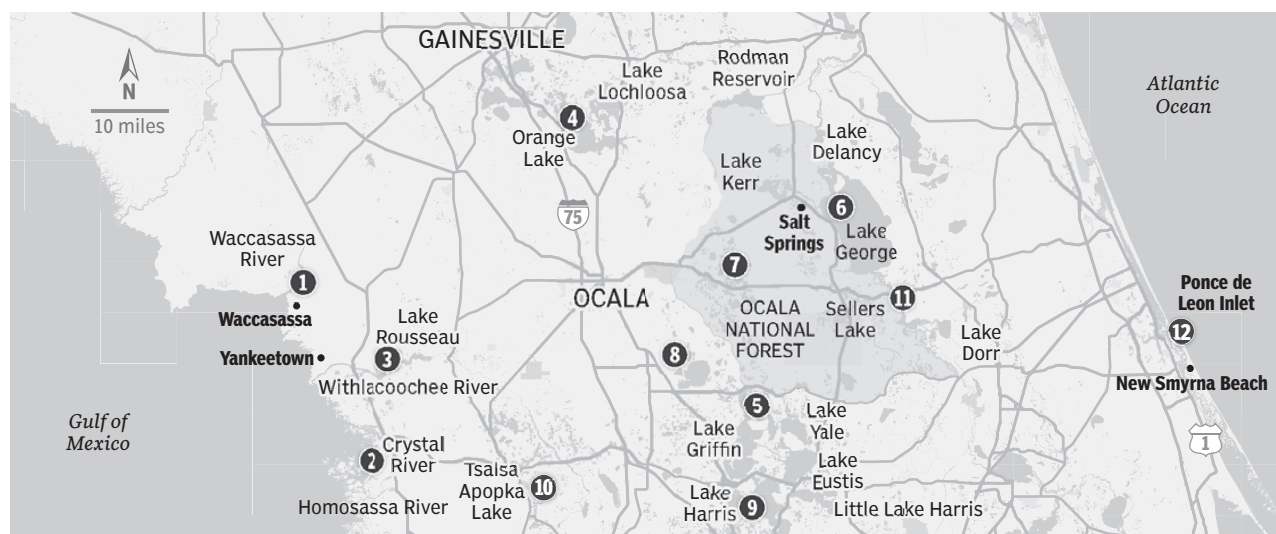 GAINESVILLE
Rodman
Reservoir
Atlantic
Ocean
N
10 miles
Lake
Lochloosa
4
Orange
Lake
Lake
Delancy
Lake
Kerr
6
Salt
Springs
75
Lake
George
Waccasassa
River
1
7
Waccasassa
OCALA
11
Ponce de
Leon Inlet
12
OCALA
NATIONAL
FOREST
Sellers
Lake
Lake
Rousseau
3
Yankeetown
8
Lake
Dorr
Withlacoochee River
New Smyrna Beach
5
Gulf of
Mexico
Lake
Griffin
Lake
Yale
1
2
Crystal
River
Tsalsa
Apopka
Lake
10
Lake
Eustis
Homosassa River
Lake
Harris
9
Little Lake Harris